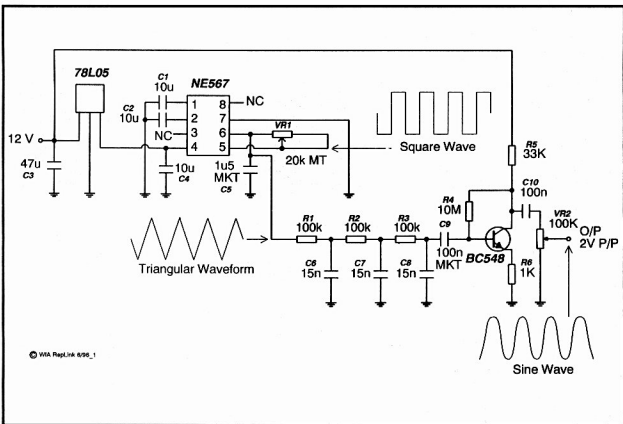 78L05
12 V
47u
C3
C1
10u
C2
10u
NC
10u
C4
NE567
1
2
3
4
8
7
6
5
NC
VR1
20k MT
1u5
MKT
C5
Square Wave
R5
33K
R4
10M
C10
100n
VR2
100K
O/P
2V P/P
R1
100k
R2
100k
R3
100k
C9
100n
MKT
BC548
R6
1K
C6
15n
C7
15n
C8
15n
Triangular Waveform
Sine Wave
© WIA RepLink 6/96_1